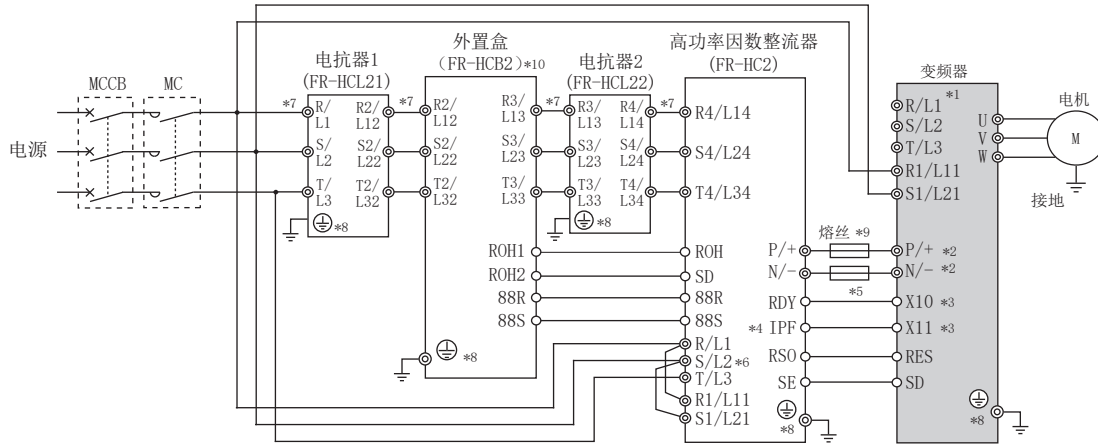 电源
MCCB
MC
电抗器1
(FR-HCL21)
*7
R/
L1
R2/
L12
S/
L2
S2/
L22
T/
L3
T2/
L32
*8
外置盒
（FR-HCB2）*10
*7
R2/
L12
R3/
L13
S2/
L22
S3/
L23
T2/
L32
T3/
L33
ROH1
ROH2
88R
88S
*8
电抗器2
(FR-HCL22)
*7
R3/
L13
R4/
L14
S3/
L23
S4/
L24
T3/
L33
T4/
L34
*8
高功率因数整流器
(FR-HC2)
*7
R4/L14
S4/L24
T4/L34
ROH
SD
88R
88S
R/L1
S/L2 *6
T/L3
R1/L11
S1/L21
P/+
N/-
RDY
*4 IPF
RSO
SE
*8
熔丝 *9
*5
变频器
R/L1 *1
S/L2
T/L3
R1/L11
S1/L21
P/+ *2
N/- *2
X10 *3
X11 *3
RES
SD
U
V
W
*8
电机
M
接地